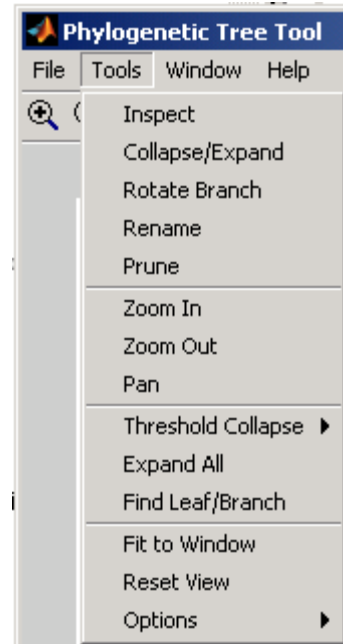 Phylogenetic Tree Tool
File Tools Window Help
Inspect
Collapse/Expand
Rotate Branch
Rename
Prune
Zoom In
Zoom Out
Pan
Threshold Collapse
Expand All
Find Leaf/Branch
Fit to Window
Reset View
Options